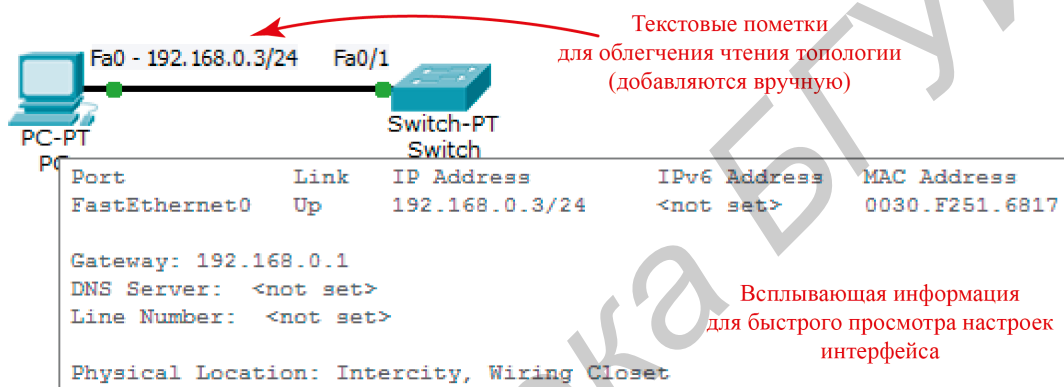 Текстовые пометки
для облегчения чтения топологии
(добавляются вручную)
Fa0 - 192.168.0.3/24 Fa0/1
PC-PT
PC
Switch-PT
Switch
Port Link IP Address IPv6 Address MAC Address
FastEthernet0 Up 192.168.0.3/24 <not set> 0030.F251.6817
Gateway: 192.168.0.1
DNS Server: <not set>
Line Number: <not set>
Physical Location: Intercity, Wiring Closet
Всплывающая информация
для быстрого просмотра настроек
интерфейса